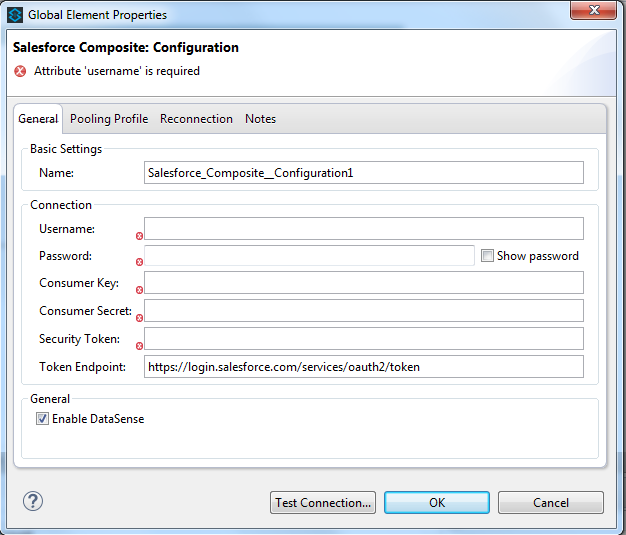 Global Element Properties
Salesforce Composite: Configuration
Attribute 'username' is required
General Pooling Profile Reconnection Notes
Basic Settings
Name: Salesforce_Composite__Configuration1
Connection
Username:
Password: Show password
Consumer Key:
Consumer Secret:
Security Token:
Token Endpoint: https://login.salesforce.com/services/oauth2/token
General
Enable DataSense
? Test Connection... OK Cancel